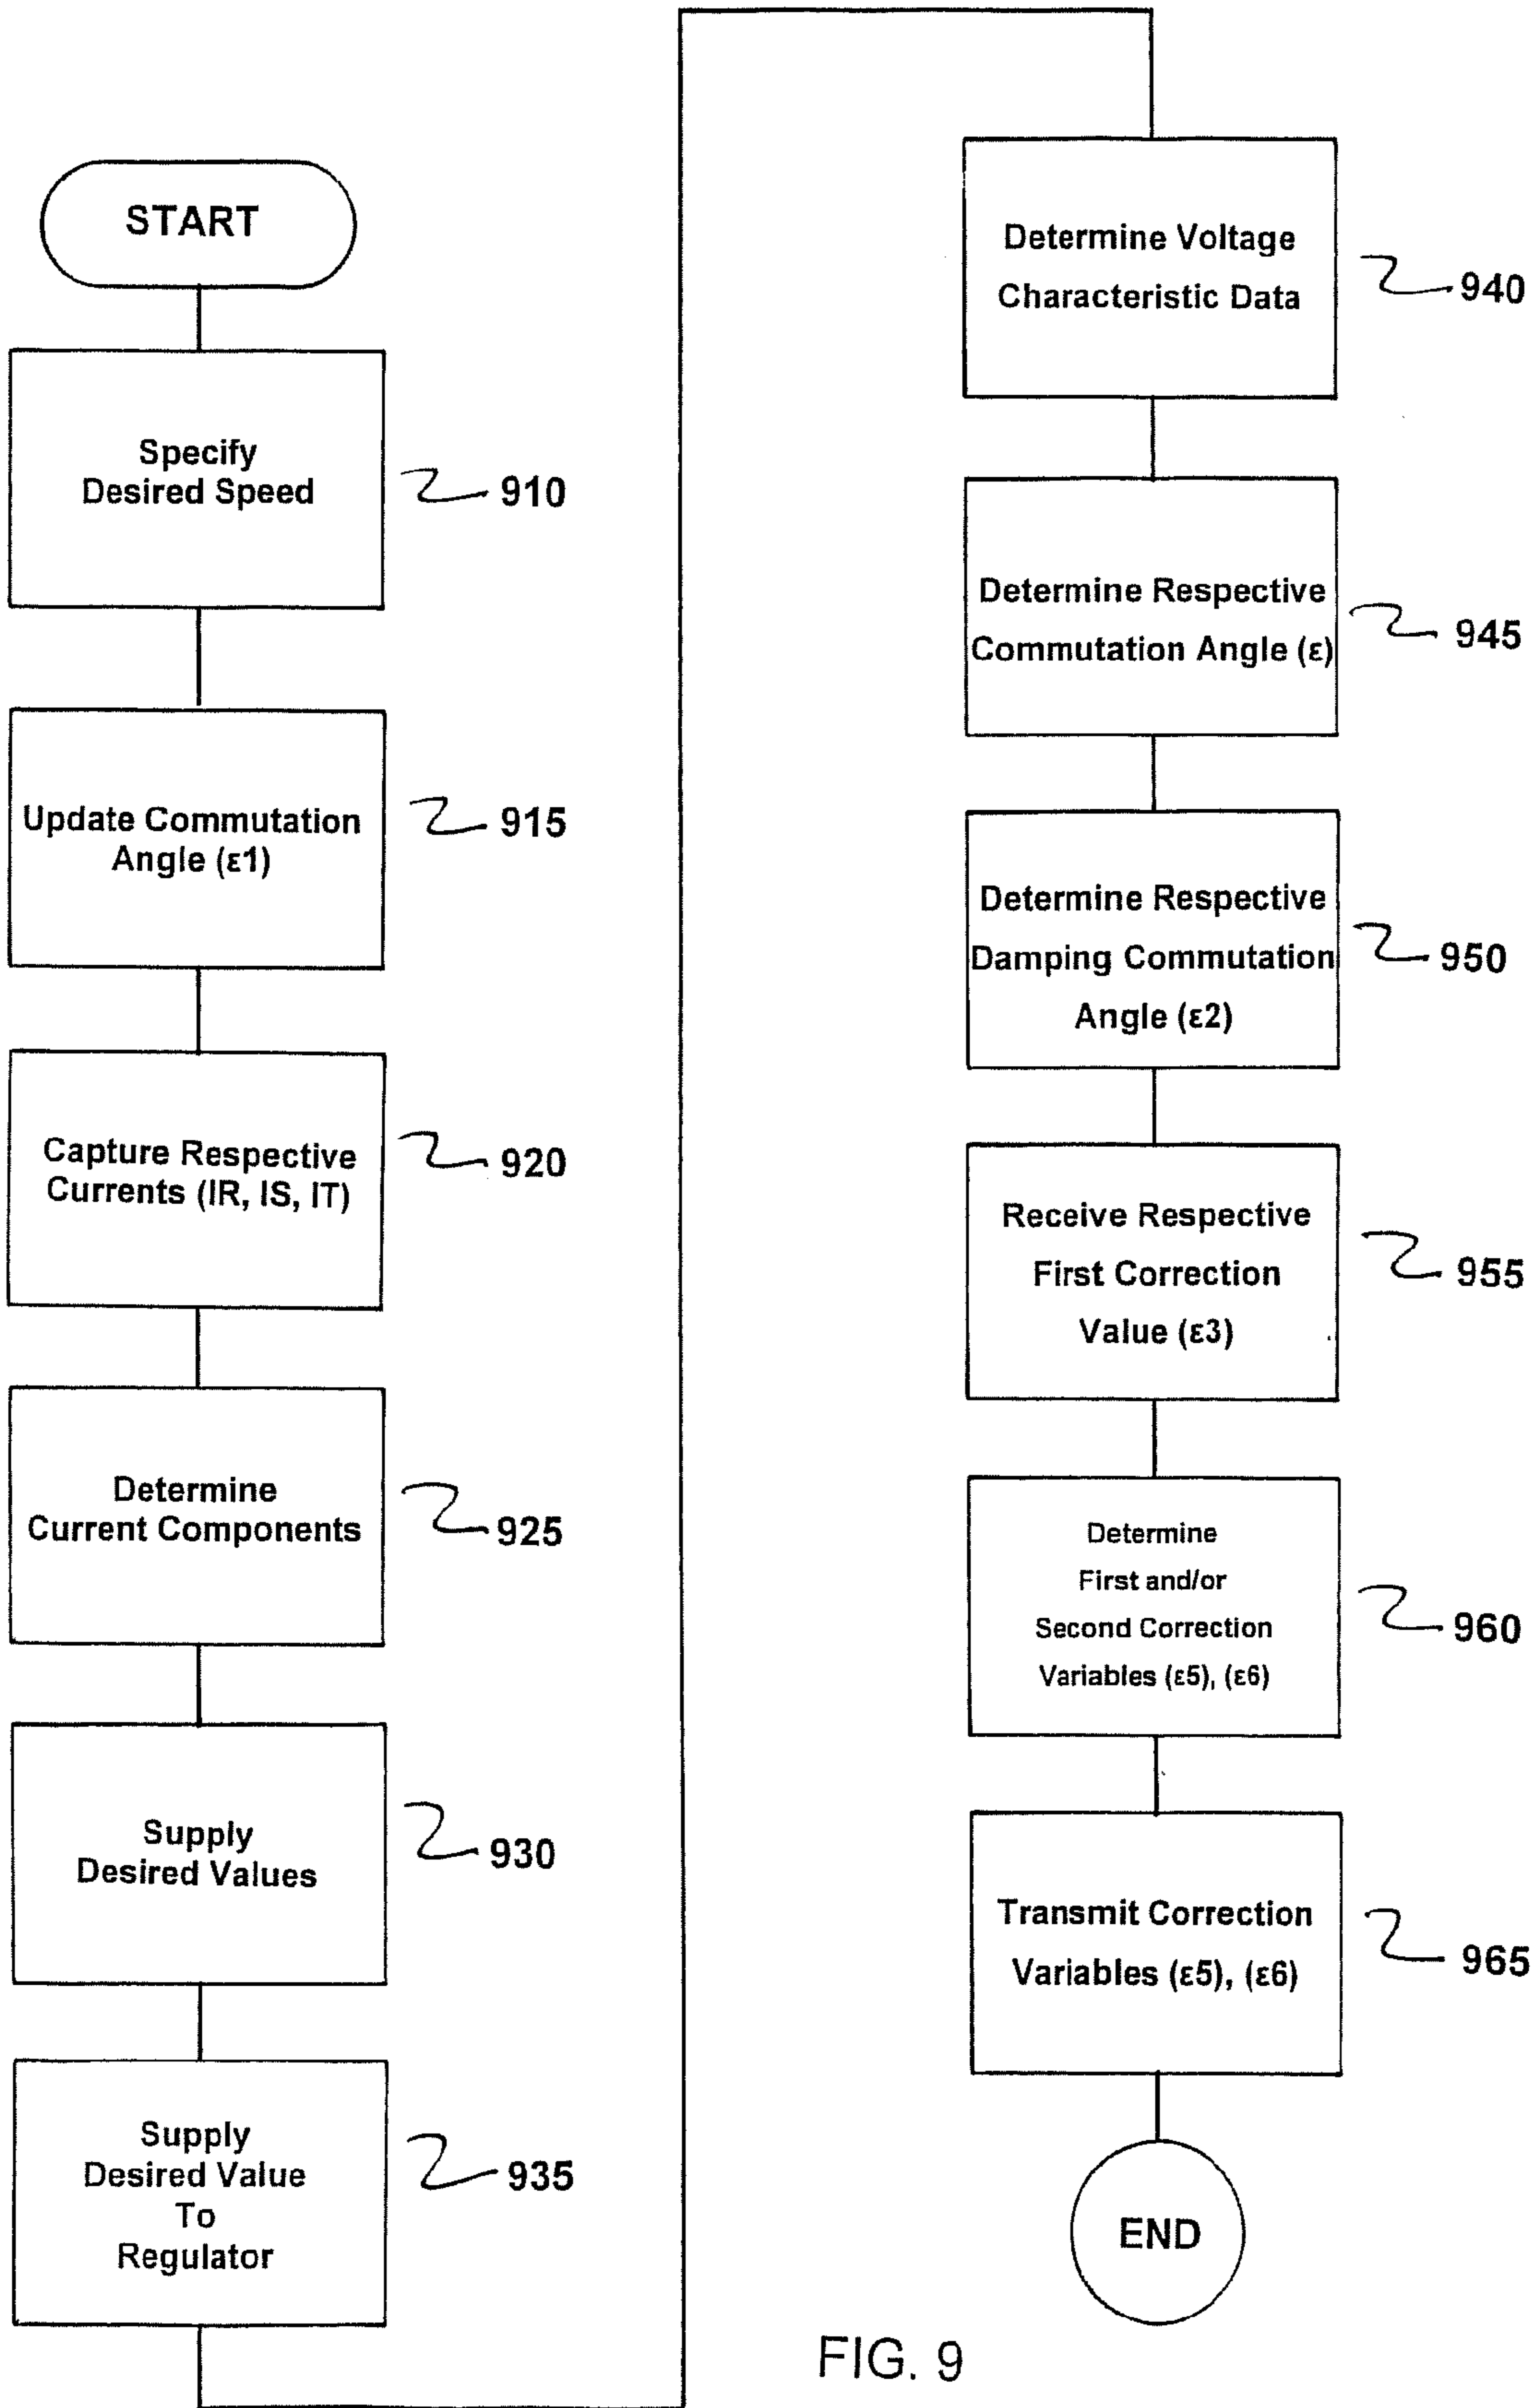 START
Specify
Desired Speed
910
Update Commutation
Angle (ε1)
915
Capture Respective
Currents (IR, IS, IT)
920
Determine
Current Components
925
Supply
Desired Values
930
Supply
Desired Value
To
Regulator
935
Determine Voltage
Characteristic Data
940
Determine Respective
Commutation Angle (ε)
945
Determine Respective
Damping Commutation
Angle (ε2)
950
Receive Respective
First Correction
Value (ε3)
955
Determine
First and/or
Second Correction
Variables (ε5), (ε6)
960
Transmit Correction
Variables (ε5), (ε6)
965
END
FIG. 9